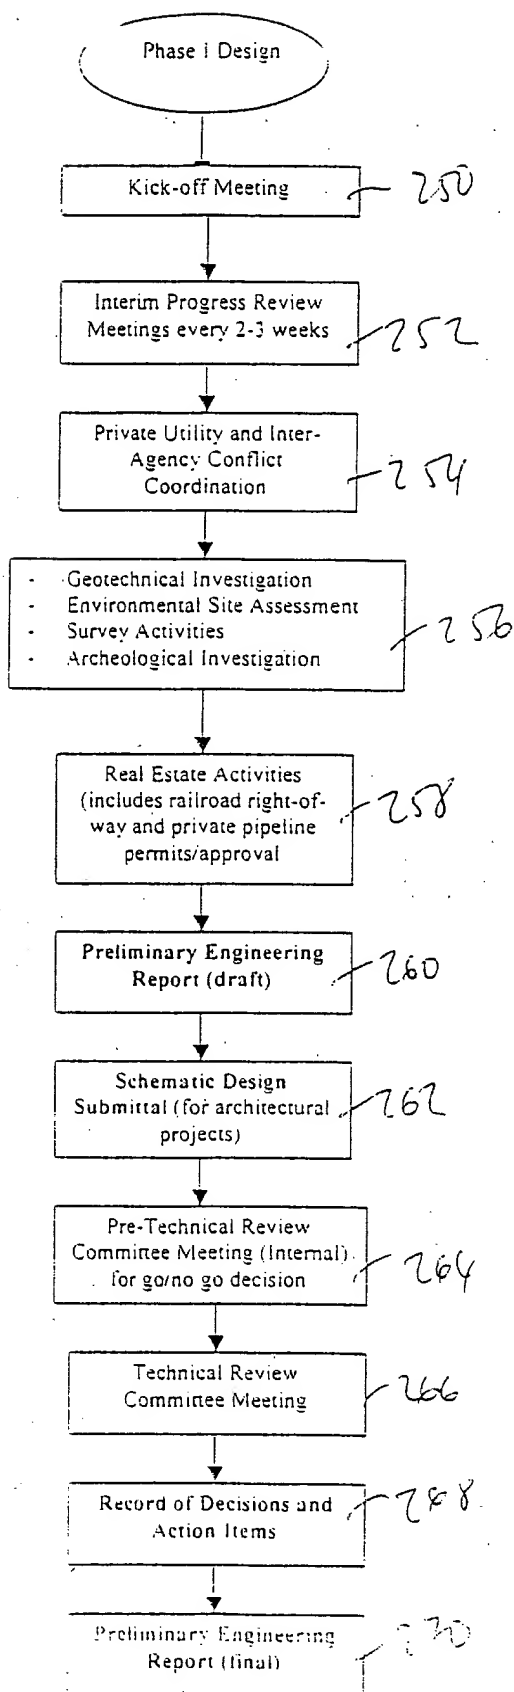 Phase I Design
Kick-off Meeting
250
Interim Progress Review
Meetings every 2-3 weeks
252
Private Utility and Inter-
Agency Conflict
Coordination
254
- Geotechnical Investigation
- Environmental Site Assessment
- Survey Activities
- Archeological Investigation
256
Real Estate Activities
(includes railroad right-of-
way and private pipeline
permits/approval
258
Preliminary Engineering
Report (draft)
260
Schematic Design
Submittal (for architectural
projects)
262
Pre-Technical Review
Committee Meeting (Internal)
for go/no go decision
264
Technical Review
Committee Meeting
266
Record of Decisions and
Action Items
268
Preliminary Engineering
Report (final)
270